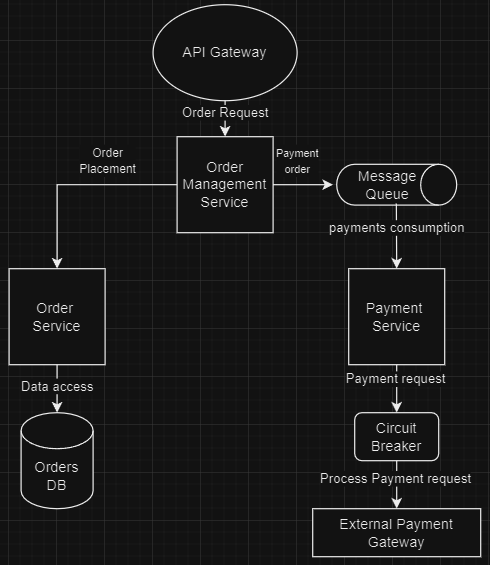 API Gateway
Order Request
Order
Placement
Order
Management
Service
Payment
order
Message
Queue
payments consumption
Order
Service
Payment
Service
Data access
Payment request
Circuit
Breaker
Orders
DB
Process Payment request
External Payment
Gateway